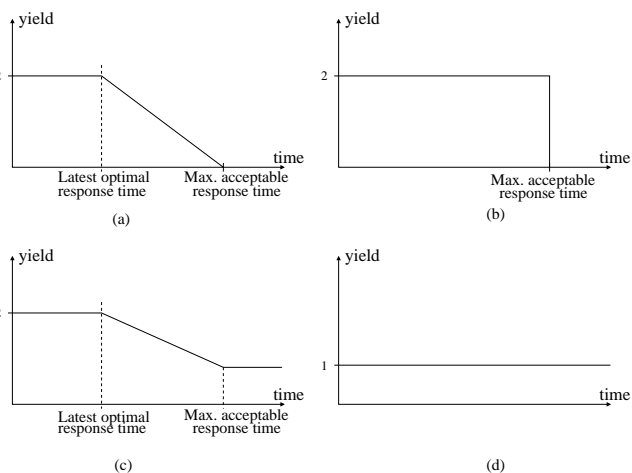 yield
time
Latest optimal
response time
Max. acceptable
response time
(a)
yield
2
time
Max. acceptable
response time
(b)
yield
time
Latest optimal
response time
Max. acceptable
response time
(c)
yield
1
time
(d)